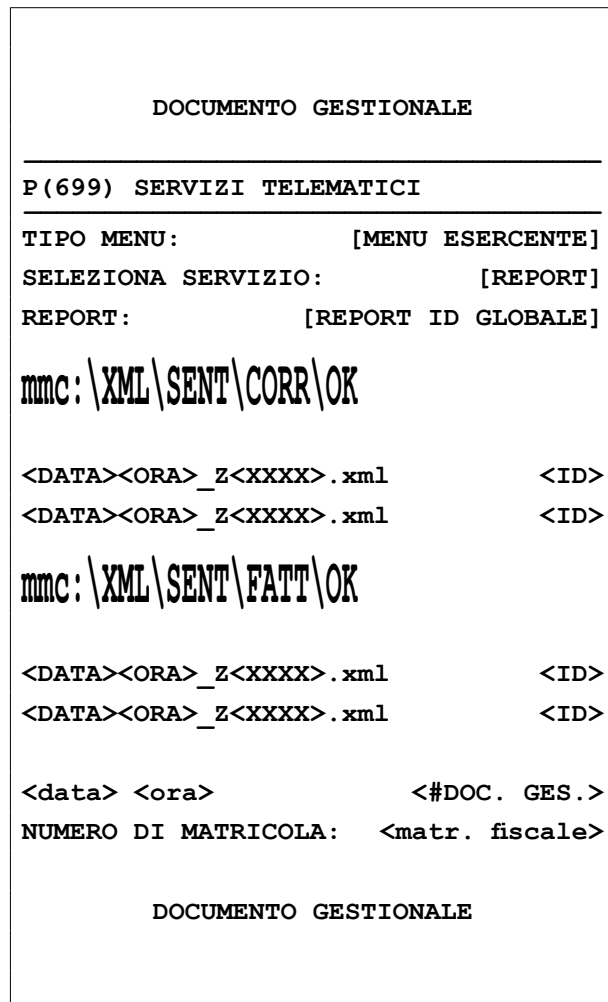 DOCUMENTO GESTIONALE
P(699) SERVIZI TELEMATICI
TIPO MENU: [MENU ESERCENTE]
SELEZIONA SERVIZIO: [REPORT]
REPORT: [REPORT ID GLOBALE]
mmc:\XML\SENT\CORR\OK
<DATA><ORA>_Z<XXXX>.xml <ID>
<DATA><ORA>_Z<XXXX>.xml <ID>
mmc:\XML\SENT\FATT\OK
<DATA><ORA>_Z<XXXX>.xml <ID>
<DATA><ORA>_Z<XXXX>.xml <ID>
<data> <ora> <#DOC. GES.>
NUMERO DI MATRICOLA: <matr. fiscale>
DOCUMENTO GESTIONALE